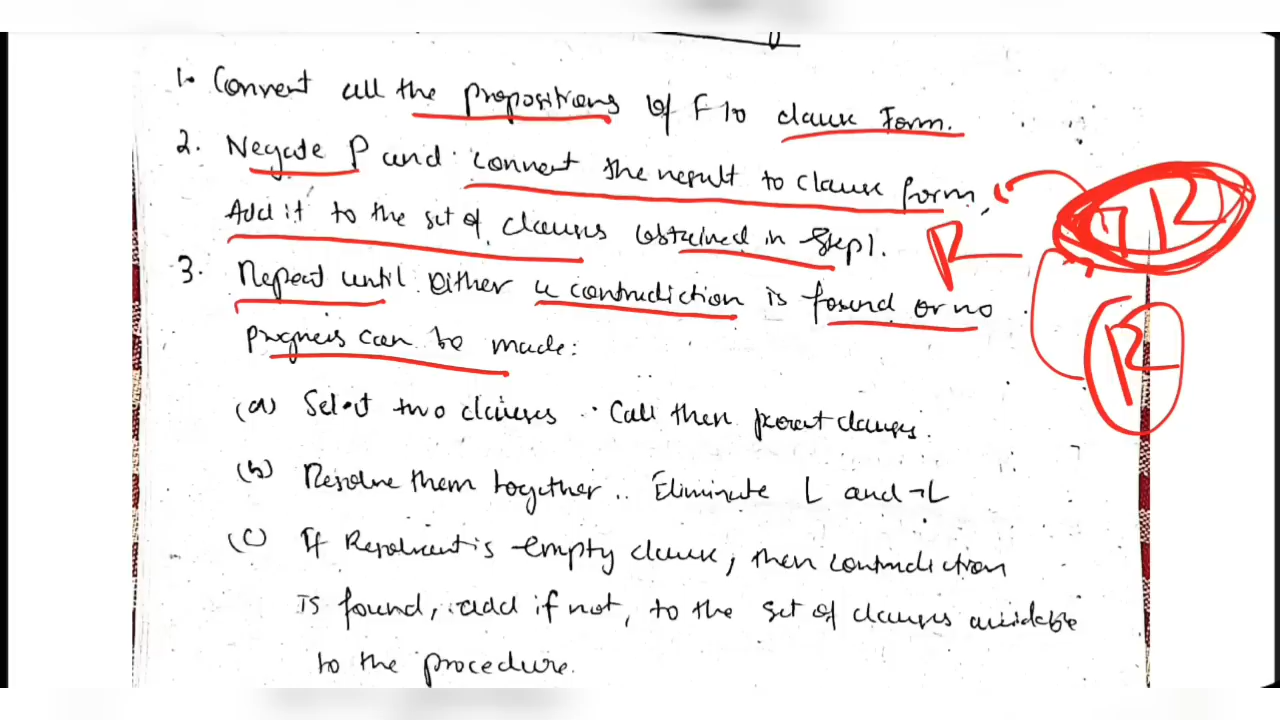 1. Convert all the propositions of F to clause Form.
2. Negate P and convert the result to clause form,
Add it to the set of clauses obtained in Step 1.
3. Repeat until either a contradiction is found or no
progress can be made:
(a) Select two clauses. Call then parent clauses.
(b) Resolve them together.. Eliminate L and ¬L
(c) If Resolvent is empty clause, then contradiction
is found, add if not, to the set of clauses available
to the procedure.
R
¬R
R